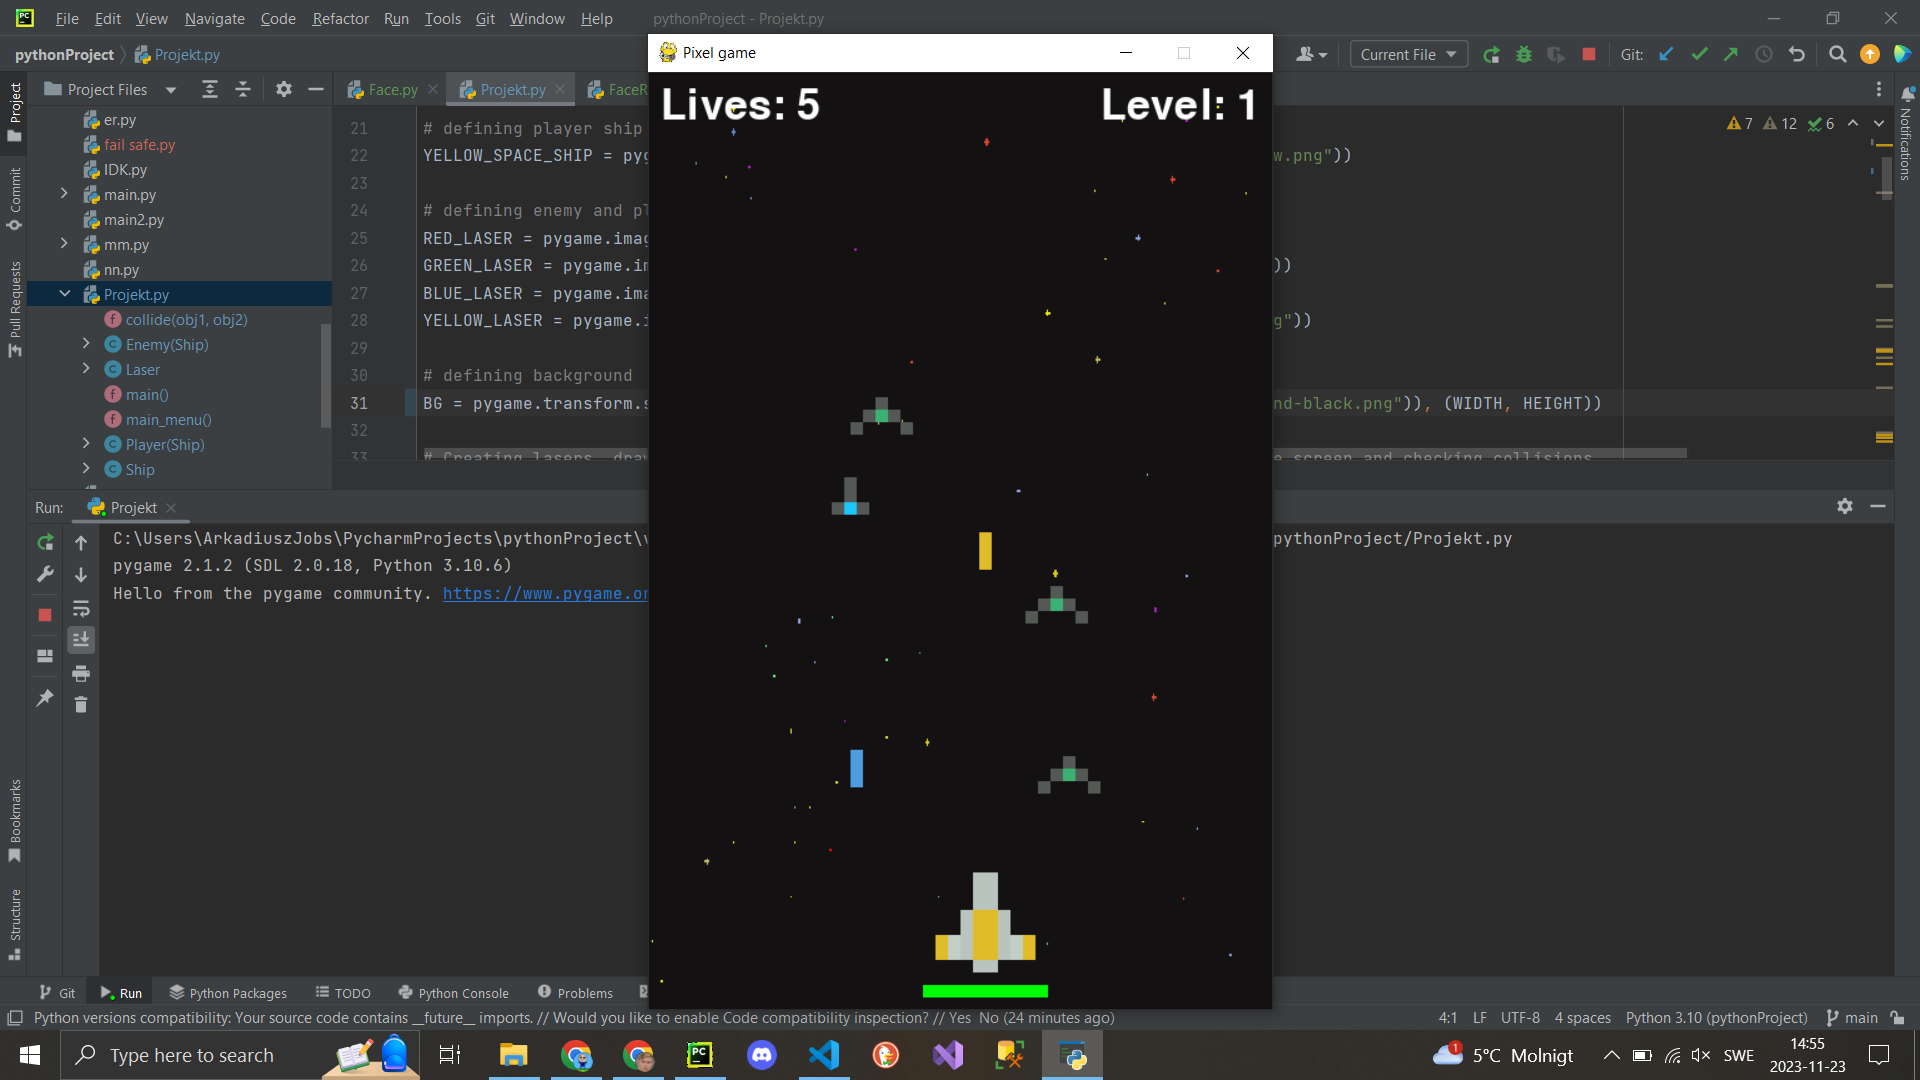 File Edit View Navigate Code Refactor Run Tools Git Window Help pythonProject - Projekt.py
pythonProject Projekt.py
Current File
Git:
Pixel game
Project
Commit
Pull Requests
Bookmarks
Structure
Notifications
Project Files
Face.py
Projekt.py
FaceR
er.py
fail safe.py
IDK.py
main.py
main2.py
mm.py
nn.py
Projekt.py
collide(obj1, obj2)
Enemy(Ship)
Laser
main()
main_menu()
Player(Ship)
Ship
7 12 6
21 # defining player ship
22 YELLOW_SPACE_SHIP = pyg w.png"))
23
24 # defining enemy and pl
25 RED_LASER = pygame.imag
26 GREEN_LASER = pygame.im ))
27 BLUE_LASER = pygame.ima
28 YELLOW_LASER = pygame.i g"))
29
30 # defining background
31 BG = pygame.transform.s nd-black.png")), (WIDTH, HEIGHT))
32
33 # Creating lasers, draw e screen and checking collisions
Lives: 5
Level: 1
Run: Projekt
C:\Users\ArkadiuszJobs\PycharmProjects\pythonProject\v pythonProject/Projekt.py
pygame 2.1.2 (SDL 2.0.18, Python 3.10.6)
Hello from the pygame community. https://www.pygame.or
Git Run Python Packages TODO Python Console Problems
Python versions compatibility: Your source code contains __future__ imports. // Would you like to enable Code compatibility inspection? // Yes No (24 minutes ago)
4:1 LF UTF-8 4 spaces Python 3.10 (pythonProject) main
Type here to search
PC
1
5°C Molnigt
SWE
14:55
2023-11-23